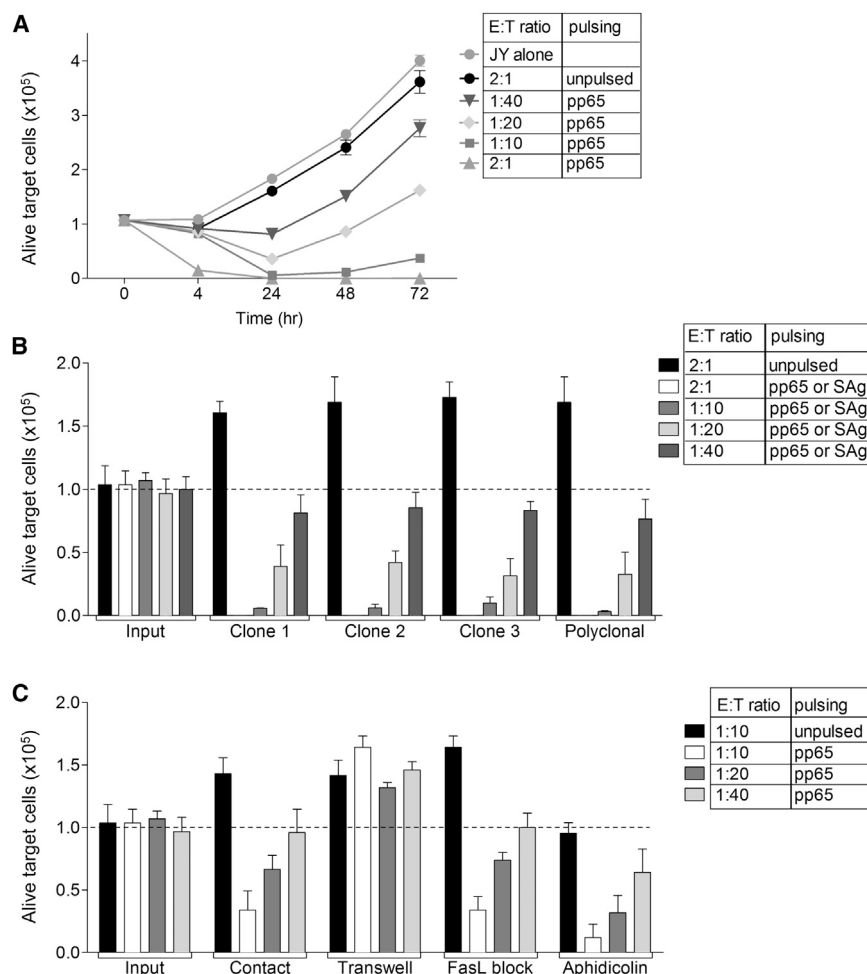 A
Alive target cells (x10⁵)
4
3
2
1
0
0 4 24 48 72
Time (hr)
E:T ratio pulsing
JY alone
2:1 unpulsed
1:40 pp65
1:20 pp65
1:10 pp65
2:1 pp65
B
Alive target cells (x10⁵)
2.0
1.5
1.0
0.5
0.0
Input Clone 1 Clone 2 Clone 3 Polyclonal
E:T ratio pulsing
2:1 unpulsed
2:1 pp65 or SAg
1:10 pp65 or SAg
1:20 pp65 or SAg
1:40 pp65 or SAg
C
Alive target cells (x10⁵)
2.0
1.5
1.0
0.5
0.0
Input Contact Transwell FasL block Aphidicolin
E:T ratio pulsing
1:10 unpulsed
1:10 pp65
1:20 pp65
1:40 pp65